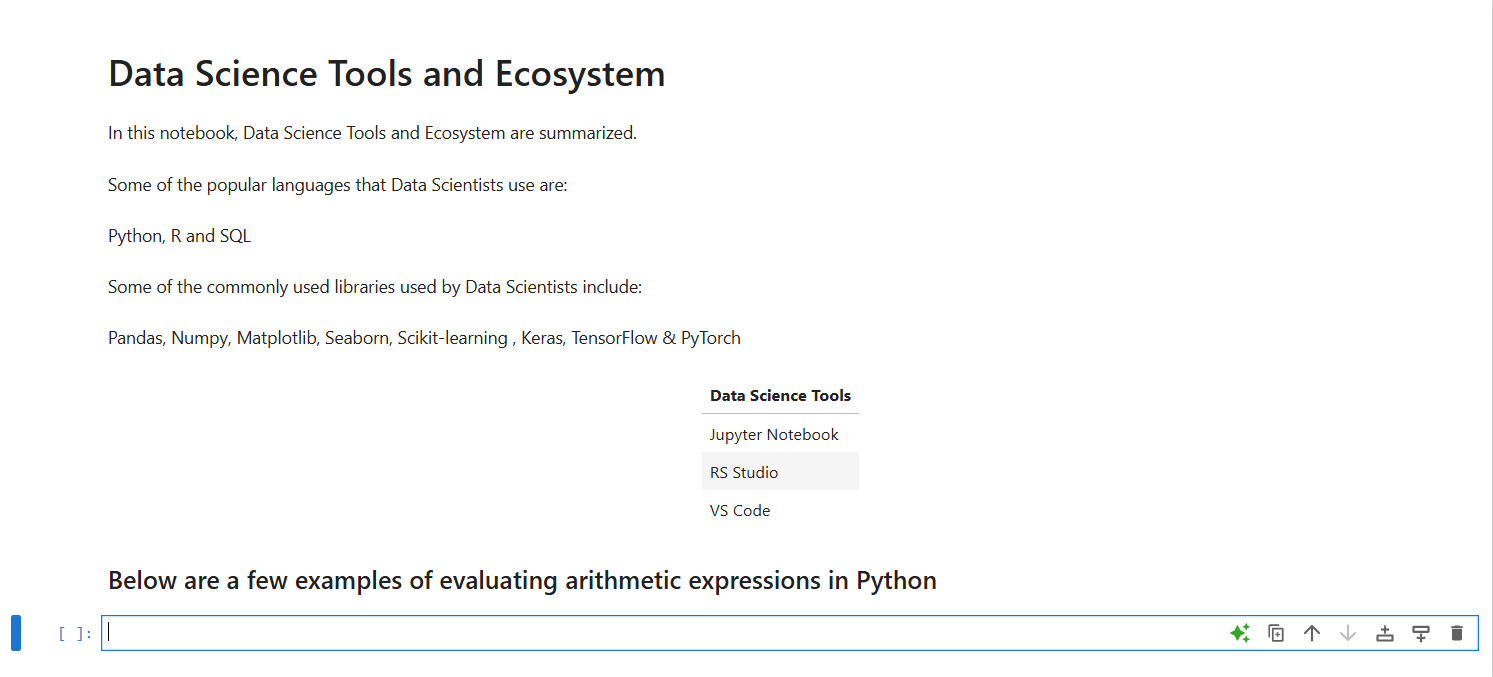 Data Science Tools and Ecosystem
In this notebook, Data Science Tools and Ecosystem are summarized.
Some of the popular languages that Data Scientists use are:
Python, R and SQL
Some of the commonly used libraries used by Data Scientists include:
Pandas, Numpy, Matplotlib, Seaborn, Scikit-learning , Keras, TensorFlow & PyTorch
Data Science Tools
Jupyter Notebook
RS Studio
VS Code
Below are a few examples of evaluating arithmetic expressions in Python
[ ]: